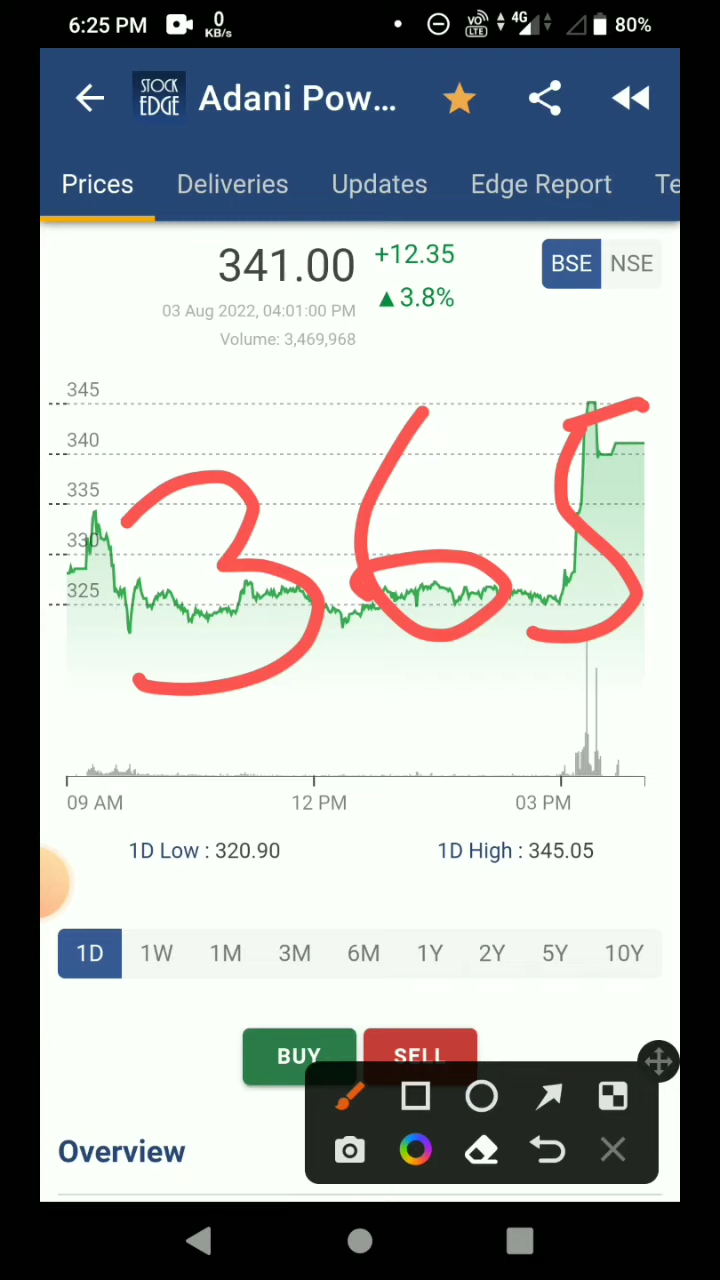 6:25 PM 0 KB/s VO LTE 4G 80%
STOCK EDGE Adani Pow...
Prices Deliveries Updates Edge Report Te
341.00 +12.35 BSE NSE
▲3.8%
03 Aug 2022, 04:01:00 PM
Volume: 3,469,968
345
340
335
330
325
365
09 AM 12 PM 03 PM
1D Low : 320.90 1D High : 345.05
1D 1W 1M 3M 6M 1Y 2Y 5Y 10Y
BUY SELL
Overview